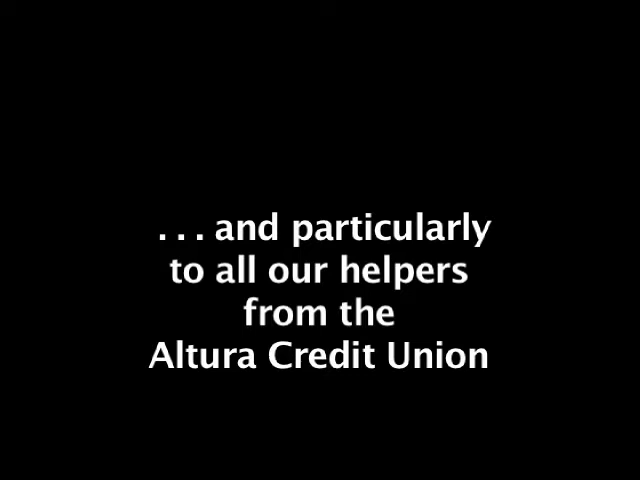 . . . and particularly
to all our helpers
from the
Altura Credit Union